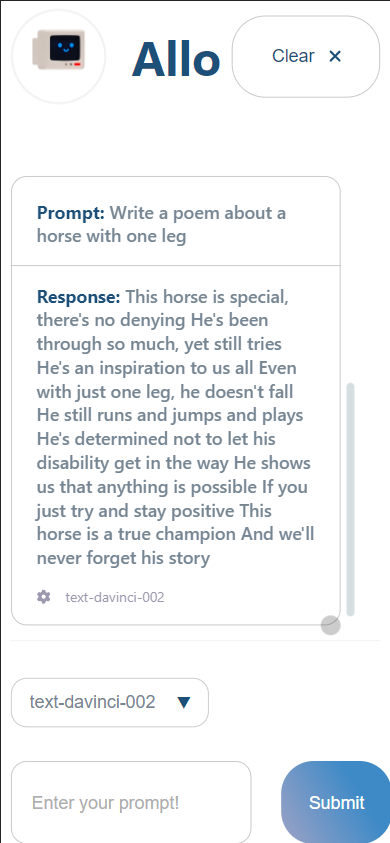 Allo
Clear ×
Prompt: Write a poem about a
horse with one leg
Response: This horse is special,
there's no denying He's been
through so much, yet still tries
He's an inspiration to us all Even
with just one leg, he doesn't fall
He still runs and jumps and plays
He's determined not to let his
disability get in the way He shows
us that anything is possible If you
just try and stay positive This
horse is a true champion And we'll
never forget his story
text-davinci-002
text-davinci-002
Enter your prompt!
Submit